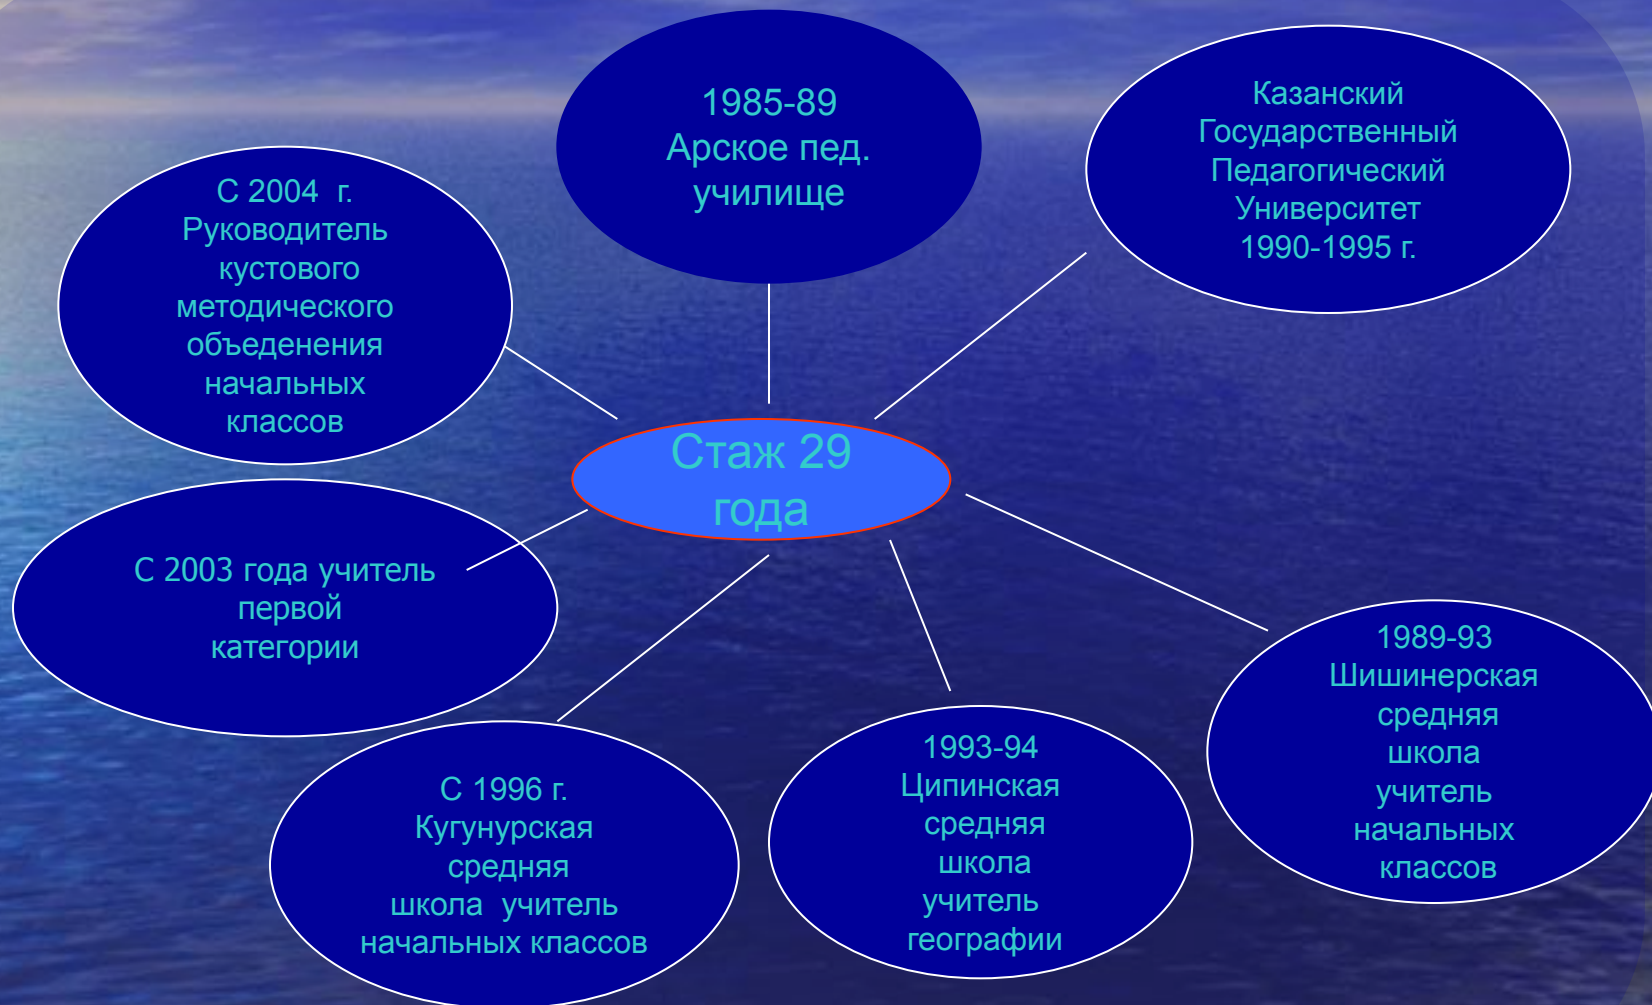 1985-89
Арское пед.
училище
Казанский
Государственный
Педагогический
Университет
1990-1995 г.
С 2004 г.
Руководитель
кустового
методического
объеденения
начальных
классов
Стаж 29
года
С 2003 года учитель
первой
категории
1989-93
Шишинерская
средняя
школа
учитель
начальных
классов
1993-94
Ципинская
средняя
школа
учитель
географии
С 1996 г.
Кугунурская
средняя
школа учитель
начальных классов